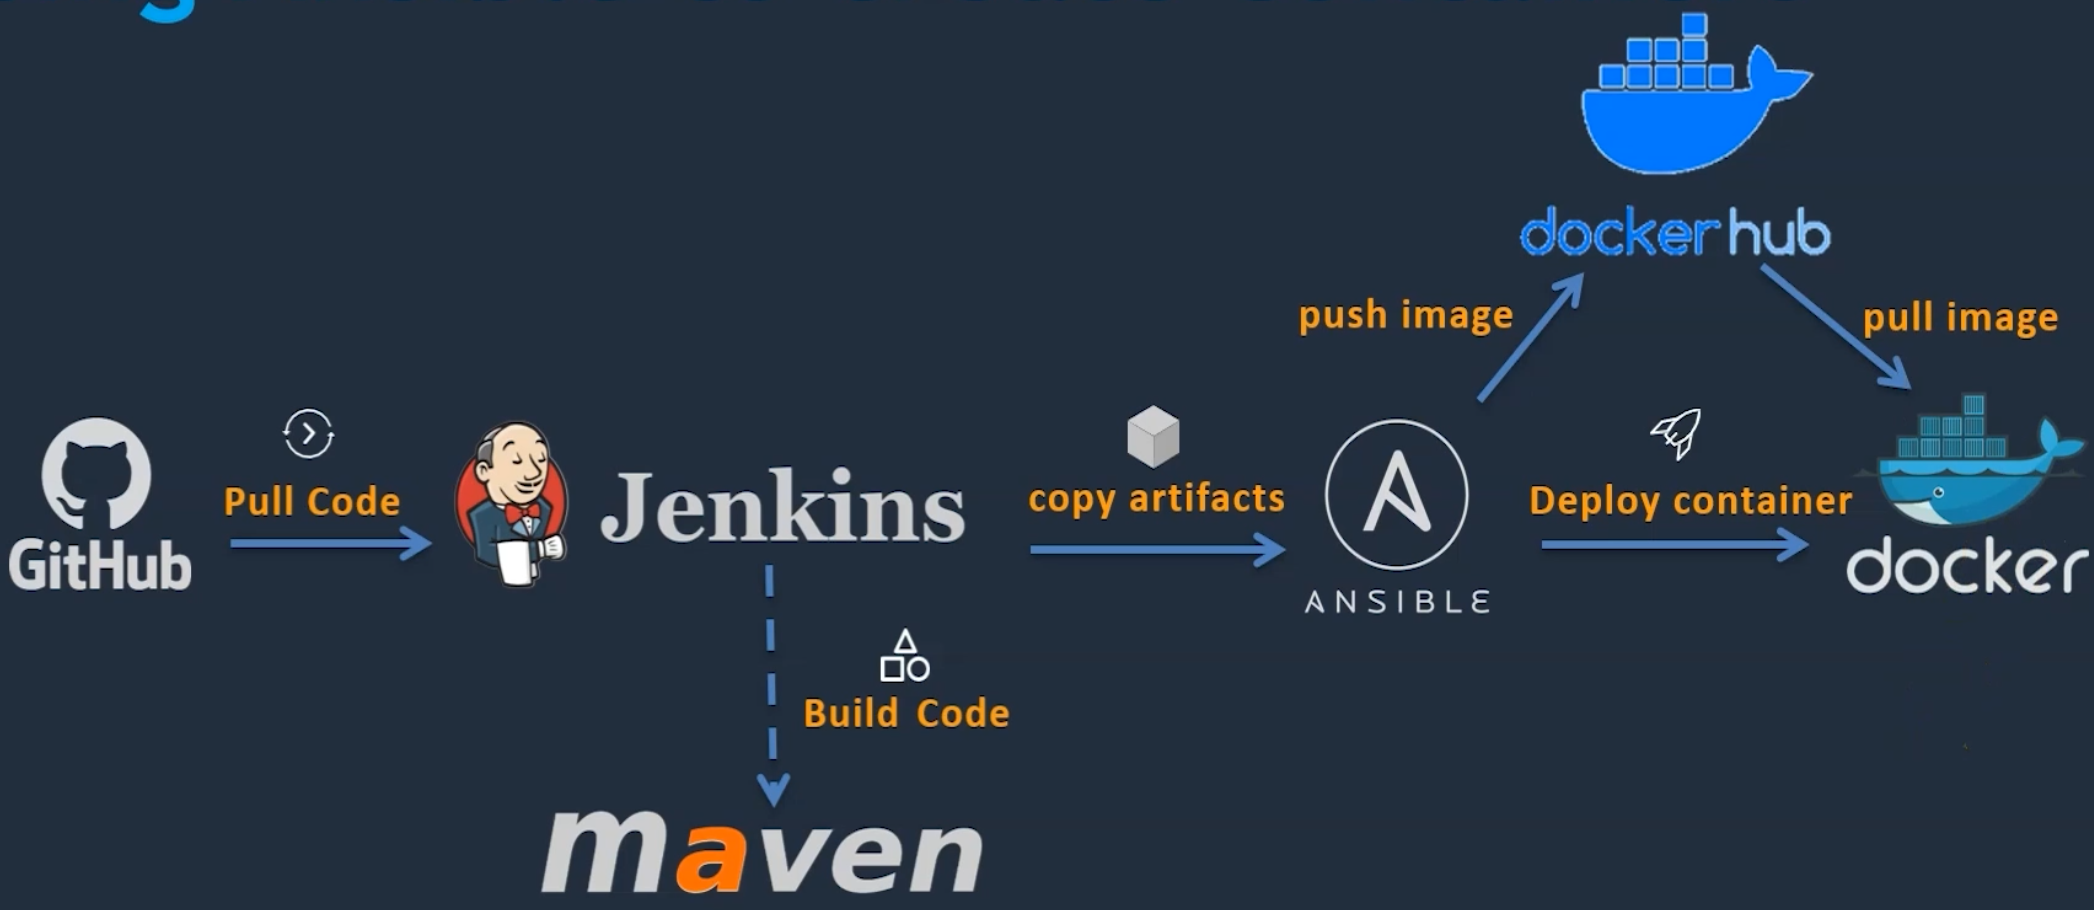 docker hub
push image
pull image
Pull Code
GitHub
Jenkins
copy artifacts
ANSIBLE
Deploy container
docker
Build Code
maven